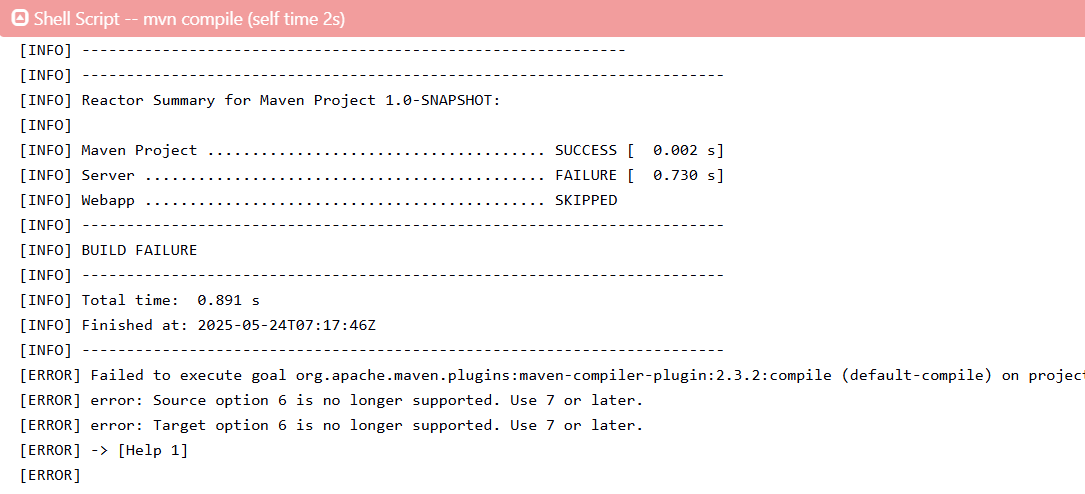 Shell Script -- mvn compile (self time 2s)
[INFO] -------------------------------------------------------------
[INFO] ------------------------------------------------------------------------
[INFO] Reactor Summary for Maven Project 1.0-SNAPSHOT:
[INFO]
[INFO] Maven Project ...................................... SUCCESS [  0.002 s]
[INFO] Server ............................................. FAILURE [  0.730 s]
[INFO] Webapp ............................................. SKIPPED
[INFO] ------------------------------------------------------------------------
[INFO] BUILD FAILURE
[INFO] ------------------------------------------------------------------------
[INFO] Total time:  0.891 s
[INFO] Finished at: 2025-05-24T07:17:46Z
[INFO] ------------------------------------------------------------------------
[ERROR] Failed to execute goal org.apache.maven.plugins:maven-compiler-plugin:2.3.2:compile (default-compile) on project
[ERROR] error: Source option 6 is no longer supported. Use 7 or later.
[ERROR] error: Target option 6 is no longer supported. Use 7 or later.
[ERROR] -> [Help 1]
[ERROR]